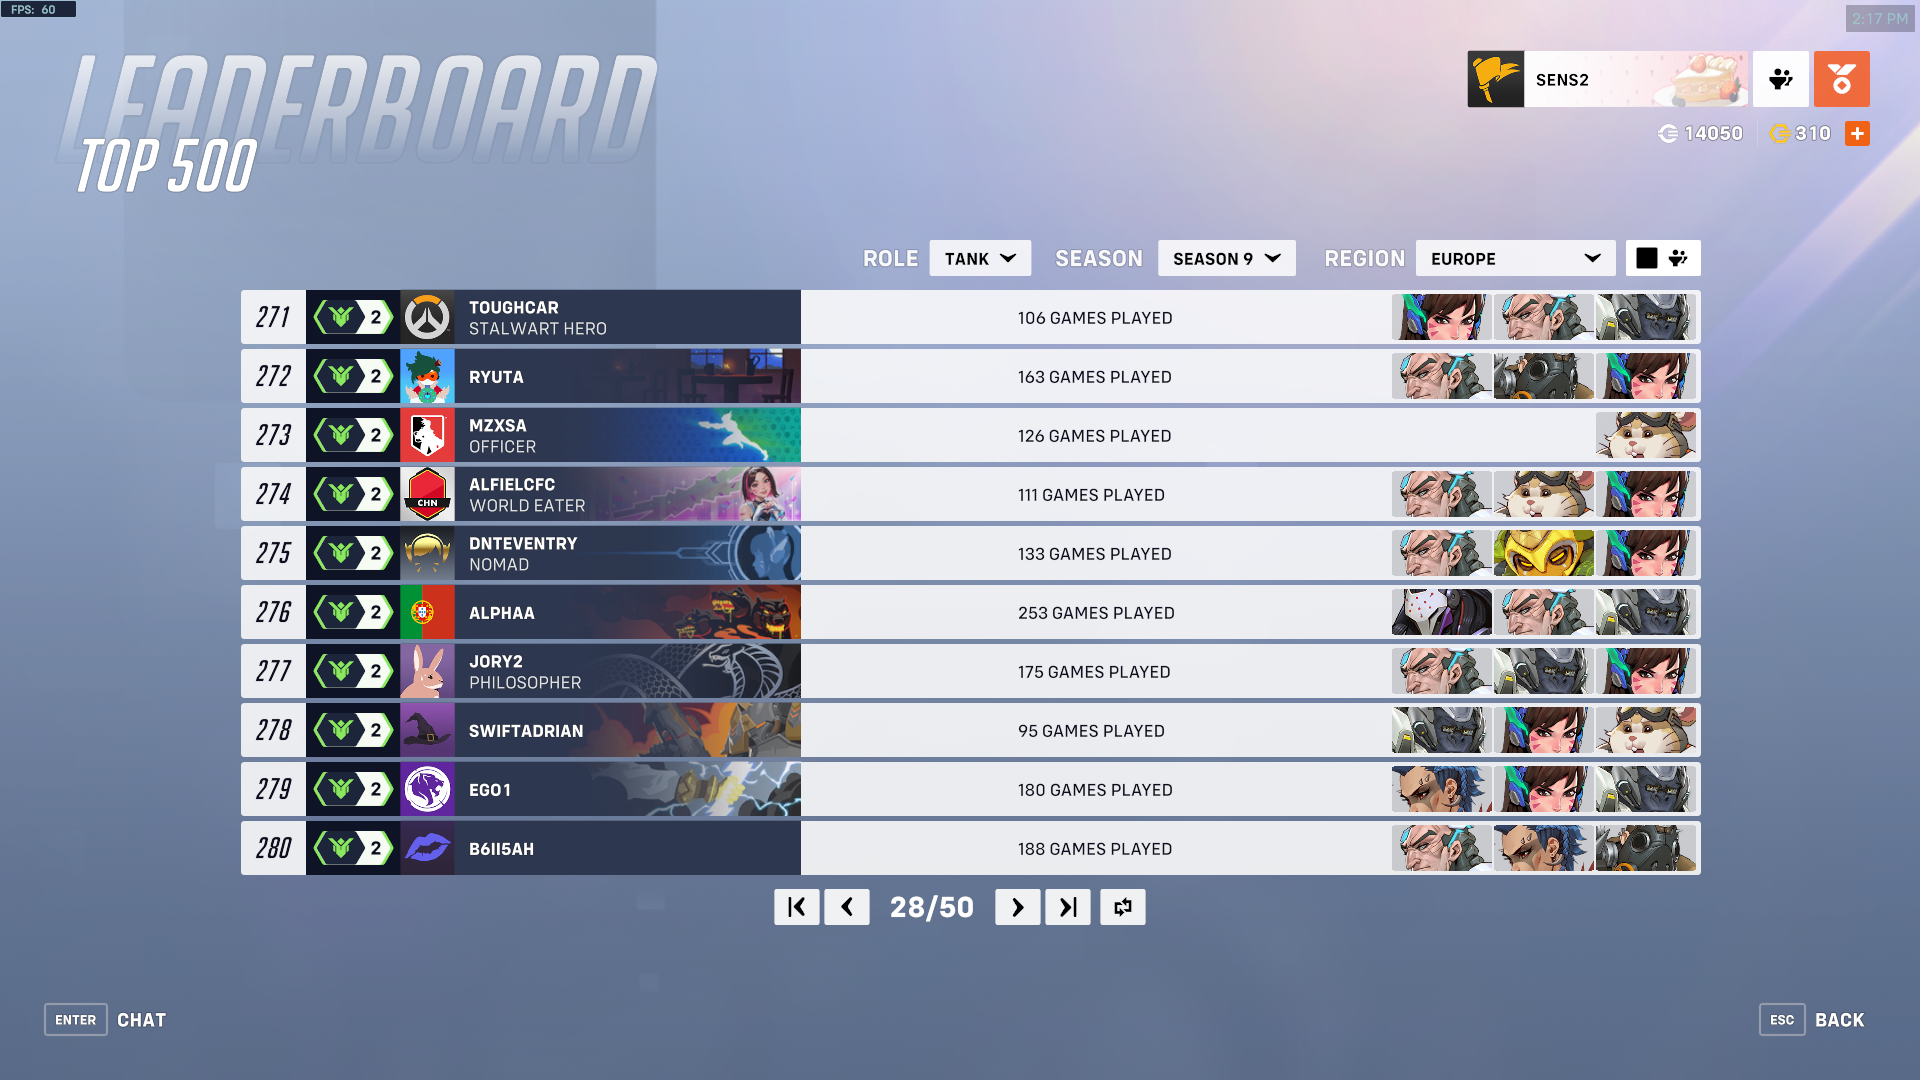 FPS: 60
2:17 PM
LEADERBOARD
TOP 500
SENS2
14050 310
ROLE TANK SEASON SEASON 9 REGION EUROPE
271 2 TOUGHCAR 106 GAMES PLAYED
STALWART HERO
272 2 RYUTA 163 GAMES PLAYED
273 2 MZXSA 126 GAMES PLAYED
OFFICER
274 2 CHN ALFIELCFC 111 GAMES PLAYED
WORLD EATER
275 2 DNTEVENTRY 133 GAMES PLAYED
NOMAD
276 2 ALPHAA 253 GAMES PLAYED
277 2 JORY2 175 GAMES PLAYED
PHILOSOPHER
278 2 SWIFTADRIAN 95 GAMES PLAYED
279 2 EGO1 180 GAMES PLAYED
280 2 B6II5AH 188 GAMES PLAYED
28/50
ENTER CHAT
ESC BACK